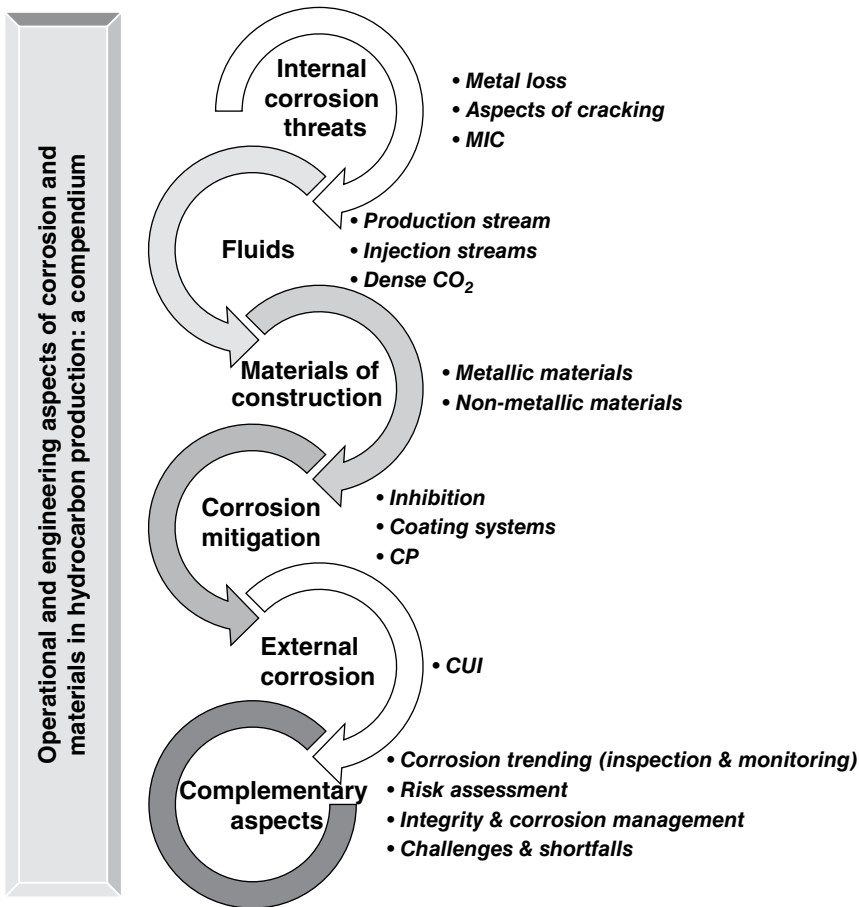 Operational and engineering aspects of corrosion and
materials in hydrocarbon production: a compendium
Internal
corrosion
threats
• Metal loss
• Aspects of cracking
• MIC
Fluids
• Production stream
• Injection streams
• Dense CO₂
Materials of
construction
• Metallic materials
• Non-metallic materials
Corrosion
mitigation
• Inhibition
• Coating systems
• CP
External
corrosion
• CUI
Complementary
aspects
• Corrosion trending (inspection & monitoring)
• Risk assessment
• Integrity & corrosion management
• Challenges & shortfalls